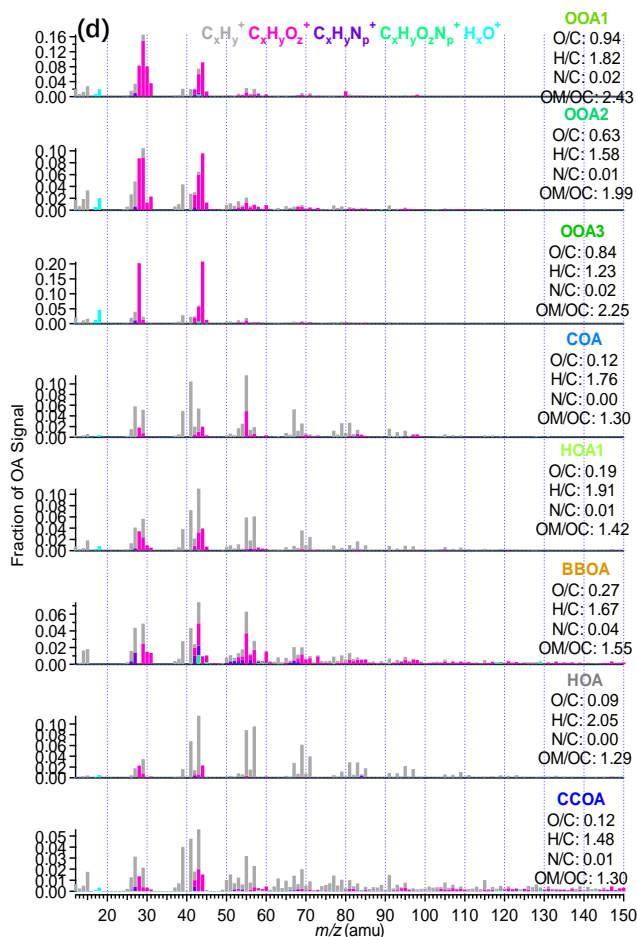 (d)
CxHy+ CxHyOz+ CxHyNp+ CxHyOzNp+ HxO+
OOA1
O/C: 0.94
H/C: 1.82
N/C: 0.02
OM/OC: 2.43
0.16
0.12
0.08
0.04
0.00
OOA2
O/C: 0.63
H/C: 1.58
N/C: 0.01
OM/OC: 1.99
0.10
0.08
0.06
0.04
0.02
0.00
OOA3
O/C: 0.84
H/C: 1.23
N/C: 0.02
OM/OC: 2.25
0.20
0.15
0.10
0.05
0.00
COA
O/C: 0.12
H/C: 1.76
N/C: 0.00
OM/OC: 1.30
0.10
0.08
0.06
0.04
0.02
0.00
HOA1
O/C: 0.19
H/C: 1.91
N/C: 0.01
OM/OC: 1.42
0.10
0.08
0.06
0.04
0.02
0.00
BBOA
O/C: 0.27
H/C: 1.67
N/C: 0.04
OM/OC: 1.55
0.06
0.04
0.02
0.00
HOA
O/C: 0.09
H/C: 2.05
N/C: 0.00
OM/OC: 1.29
0.10
0.08
0.06
0.04
0.02
0.00
CCOA
O/C: 0.12
H/C: 1.48
N/C: 0.01
OM/OC: 1.30
0.05
0.04
0.03
0.02
0.01
0.00
Fraction of OA Signal
20 30 40 50 60 70 80 90 100 110 120 130 140 150
m/z (amu)